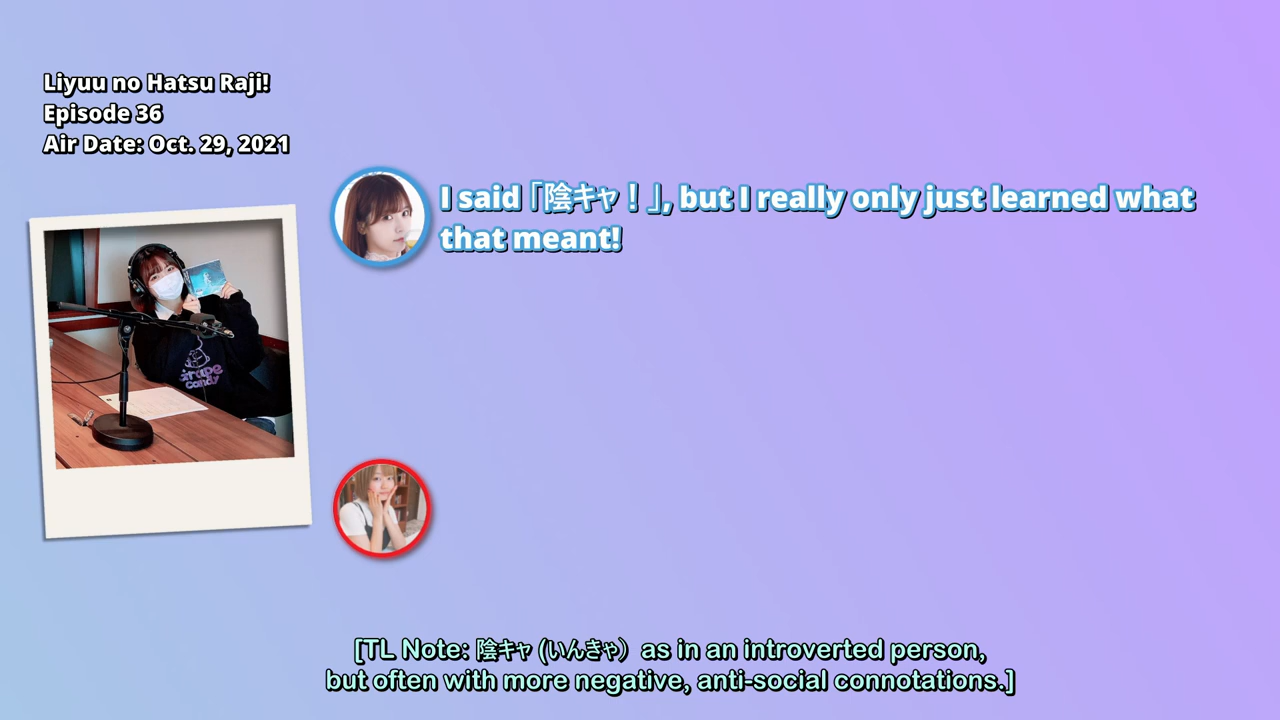 Liyuu no Hatsu Raji!
Episode 36
Air Date: Oct. 29, 2021
I said「陰キャ！」, but I really only just learned what
that meant!
Grape
candy
[TL Note: 陰キャ (いんきゃ）as in an introverted person,
but often with more negative, anti-social connotations.]